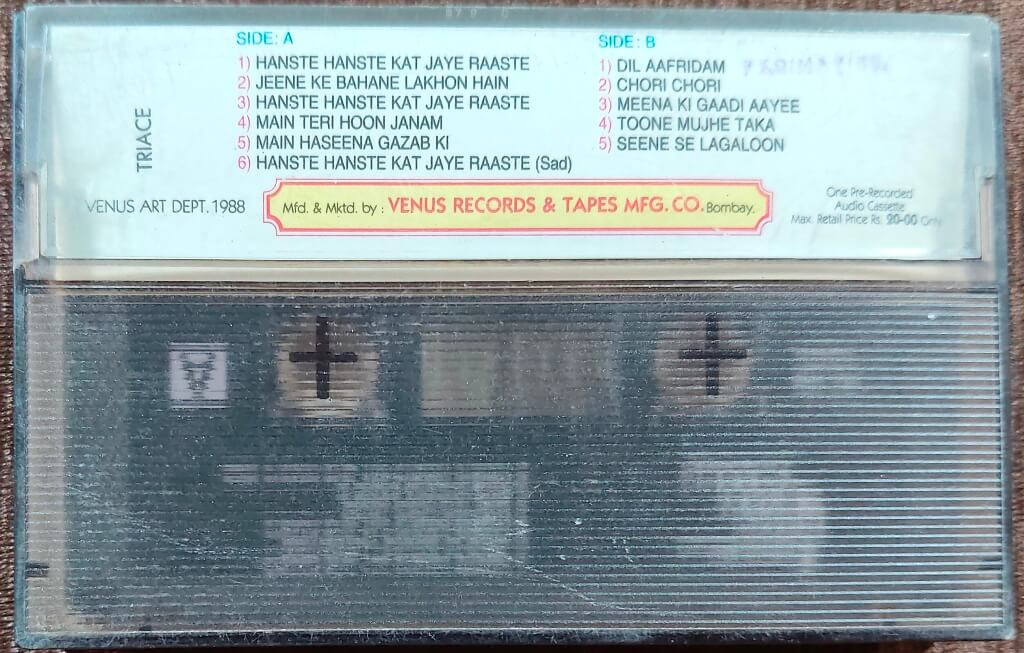 SIDE: A
1) HANSTE HANSTE KAT JAYE RAASTE
2) JEENE KE BAHANE LAKHON HAIN
3) HANSTE HANSTE KAT JAYE RAASTE
4) MAIN TERI HOON JANAM
5) MAIN HASEENA GAZAB KI
6) HANSTE HANSTE KAT JAYE RAASTE (Sad)
SIDE: B
1) DIL AAFRIDAM
2) CHORI CHORI
3) MEENA KI GAADI AAYEE
4) TOONE MUJHE TAKA
5) SEENE SE LAGALOON
TRIACE
VENUS ART DEPT. 1988
Mfd. & Mktd. by : VENUS RECORDS & TAPES MFG. CO. Bombay.
One Pre-Recorded
Audio Cassette
Max. Retail Price Rs. 20-00 Only